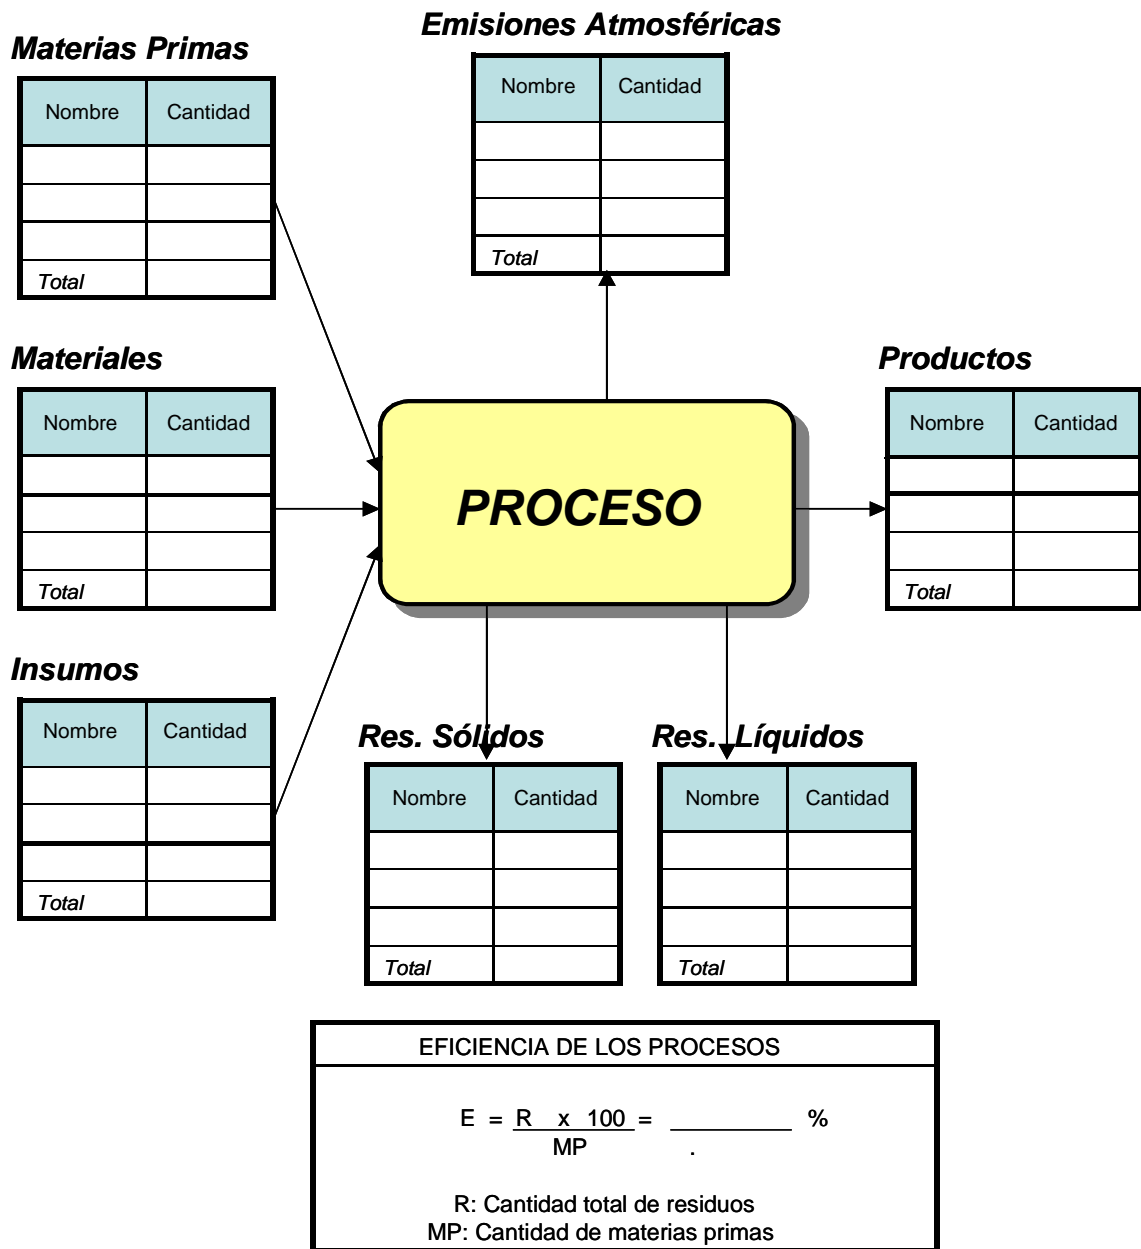 Emisiones Atmosféricas
Materias Primas
Nombre Cantidad
Total
Nombre Cantidad
Total
Materiales
Nombre Cantidad
Total
Productos
Nombre Cantidad
Total
PROCESO
Insumos
Nombre Cantidad
Total
Res. Sólidos
Nombre Cantidad
Total
Res. Líquidos
Nombre Cantidad
Total
EFICIENCIA DE LOS PROCESOS
E = R x 100 = __________ %
MP .
R: Cantidad total de residuos
MP: Cantidad de materias primas